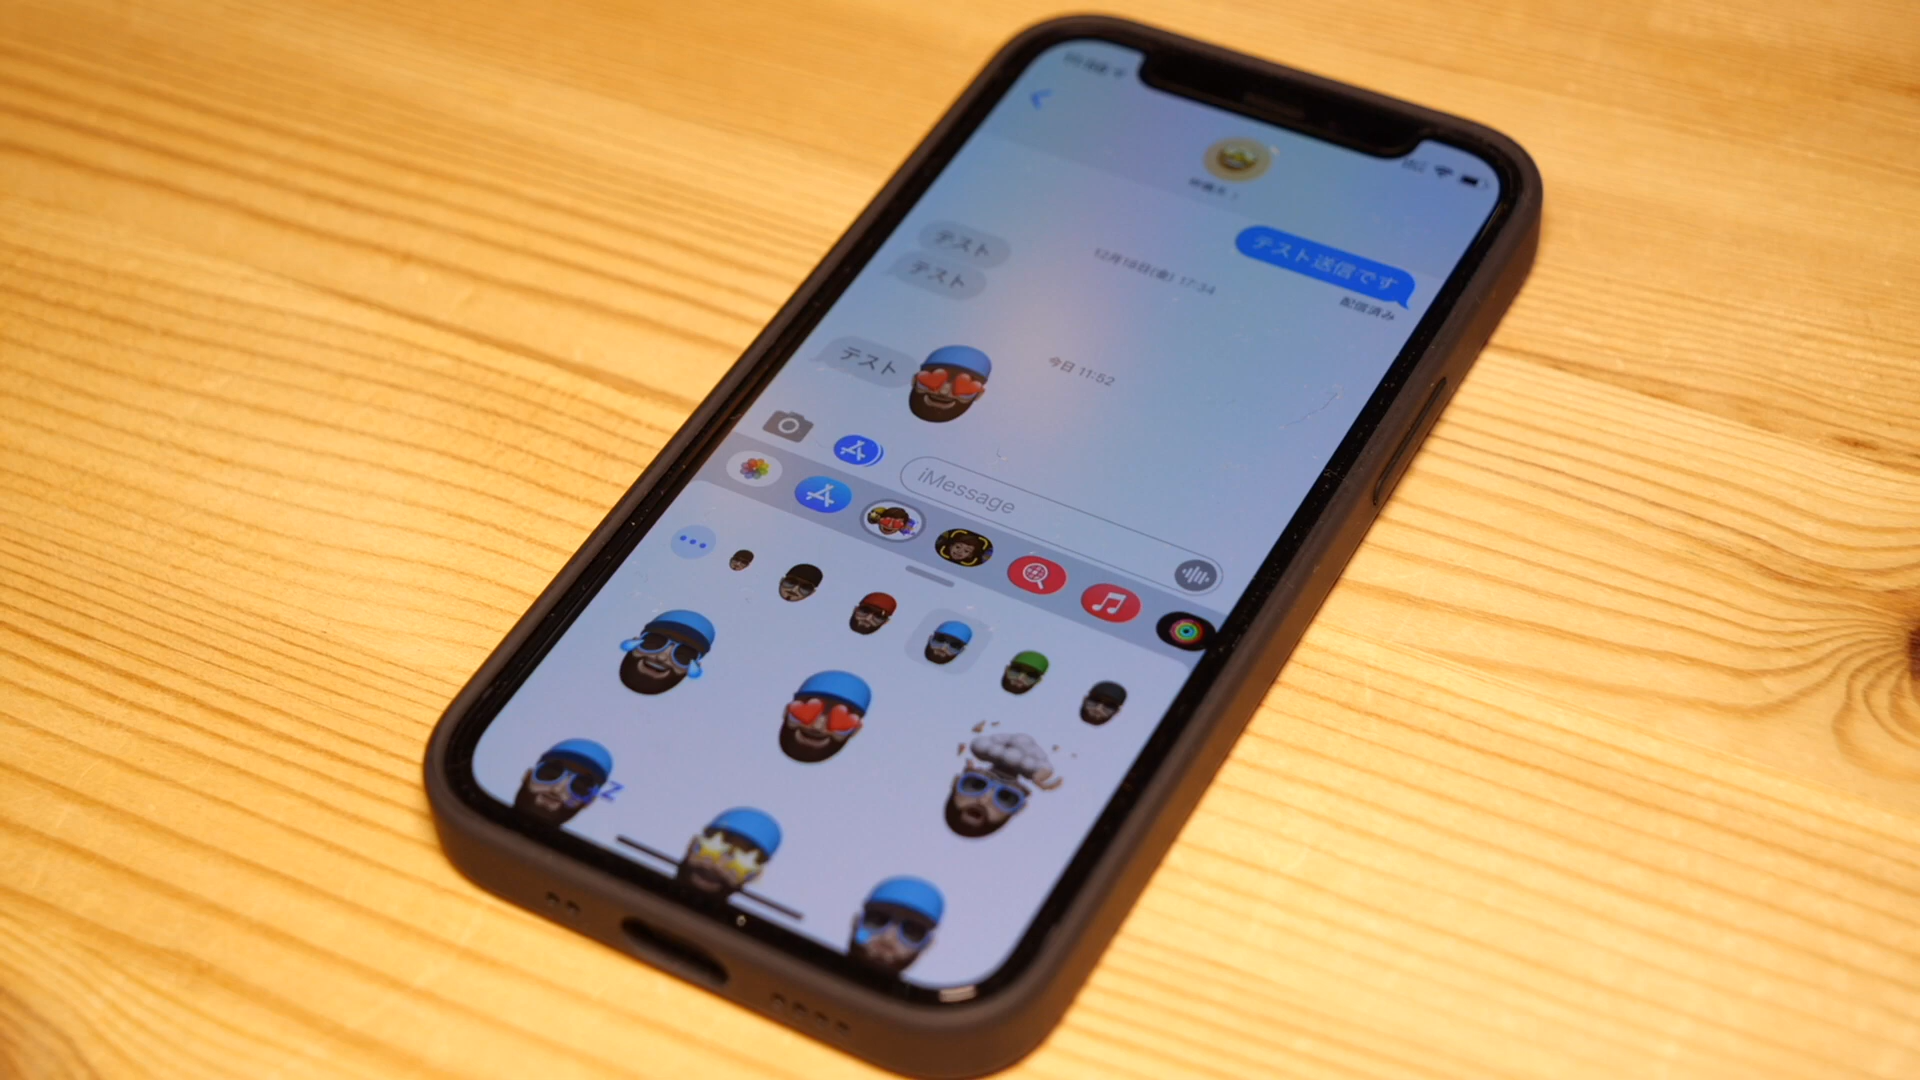 テスト送信です
配信済み
12月18日(金) 17:34
テスト
テスト
今日 11:52
テスト
iMessage